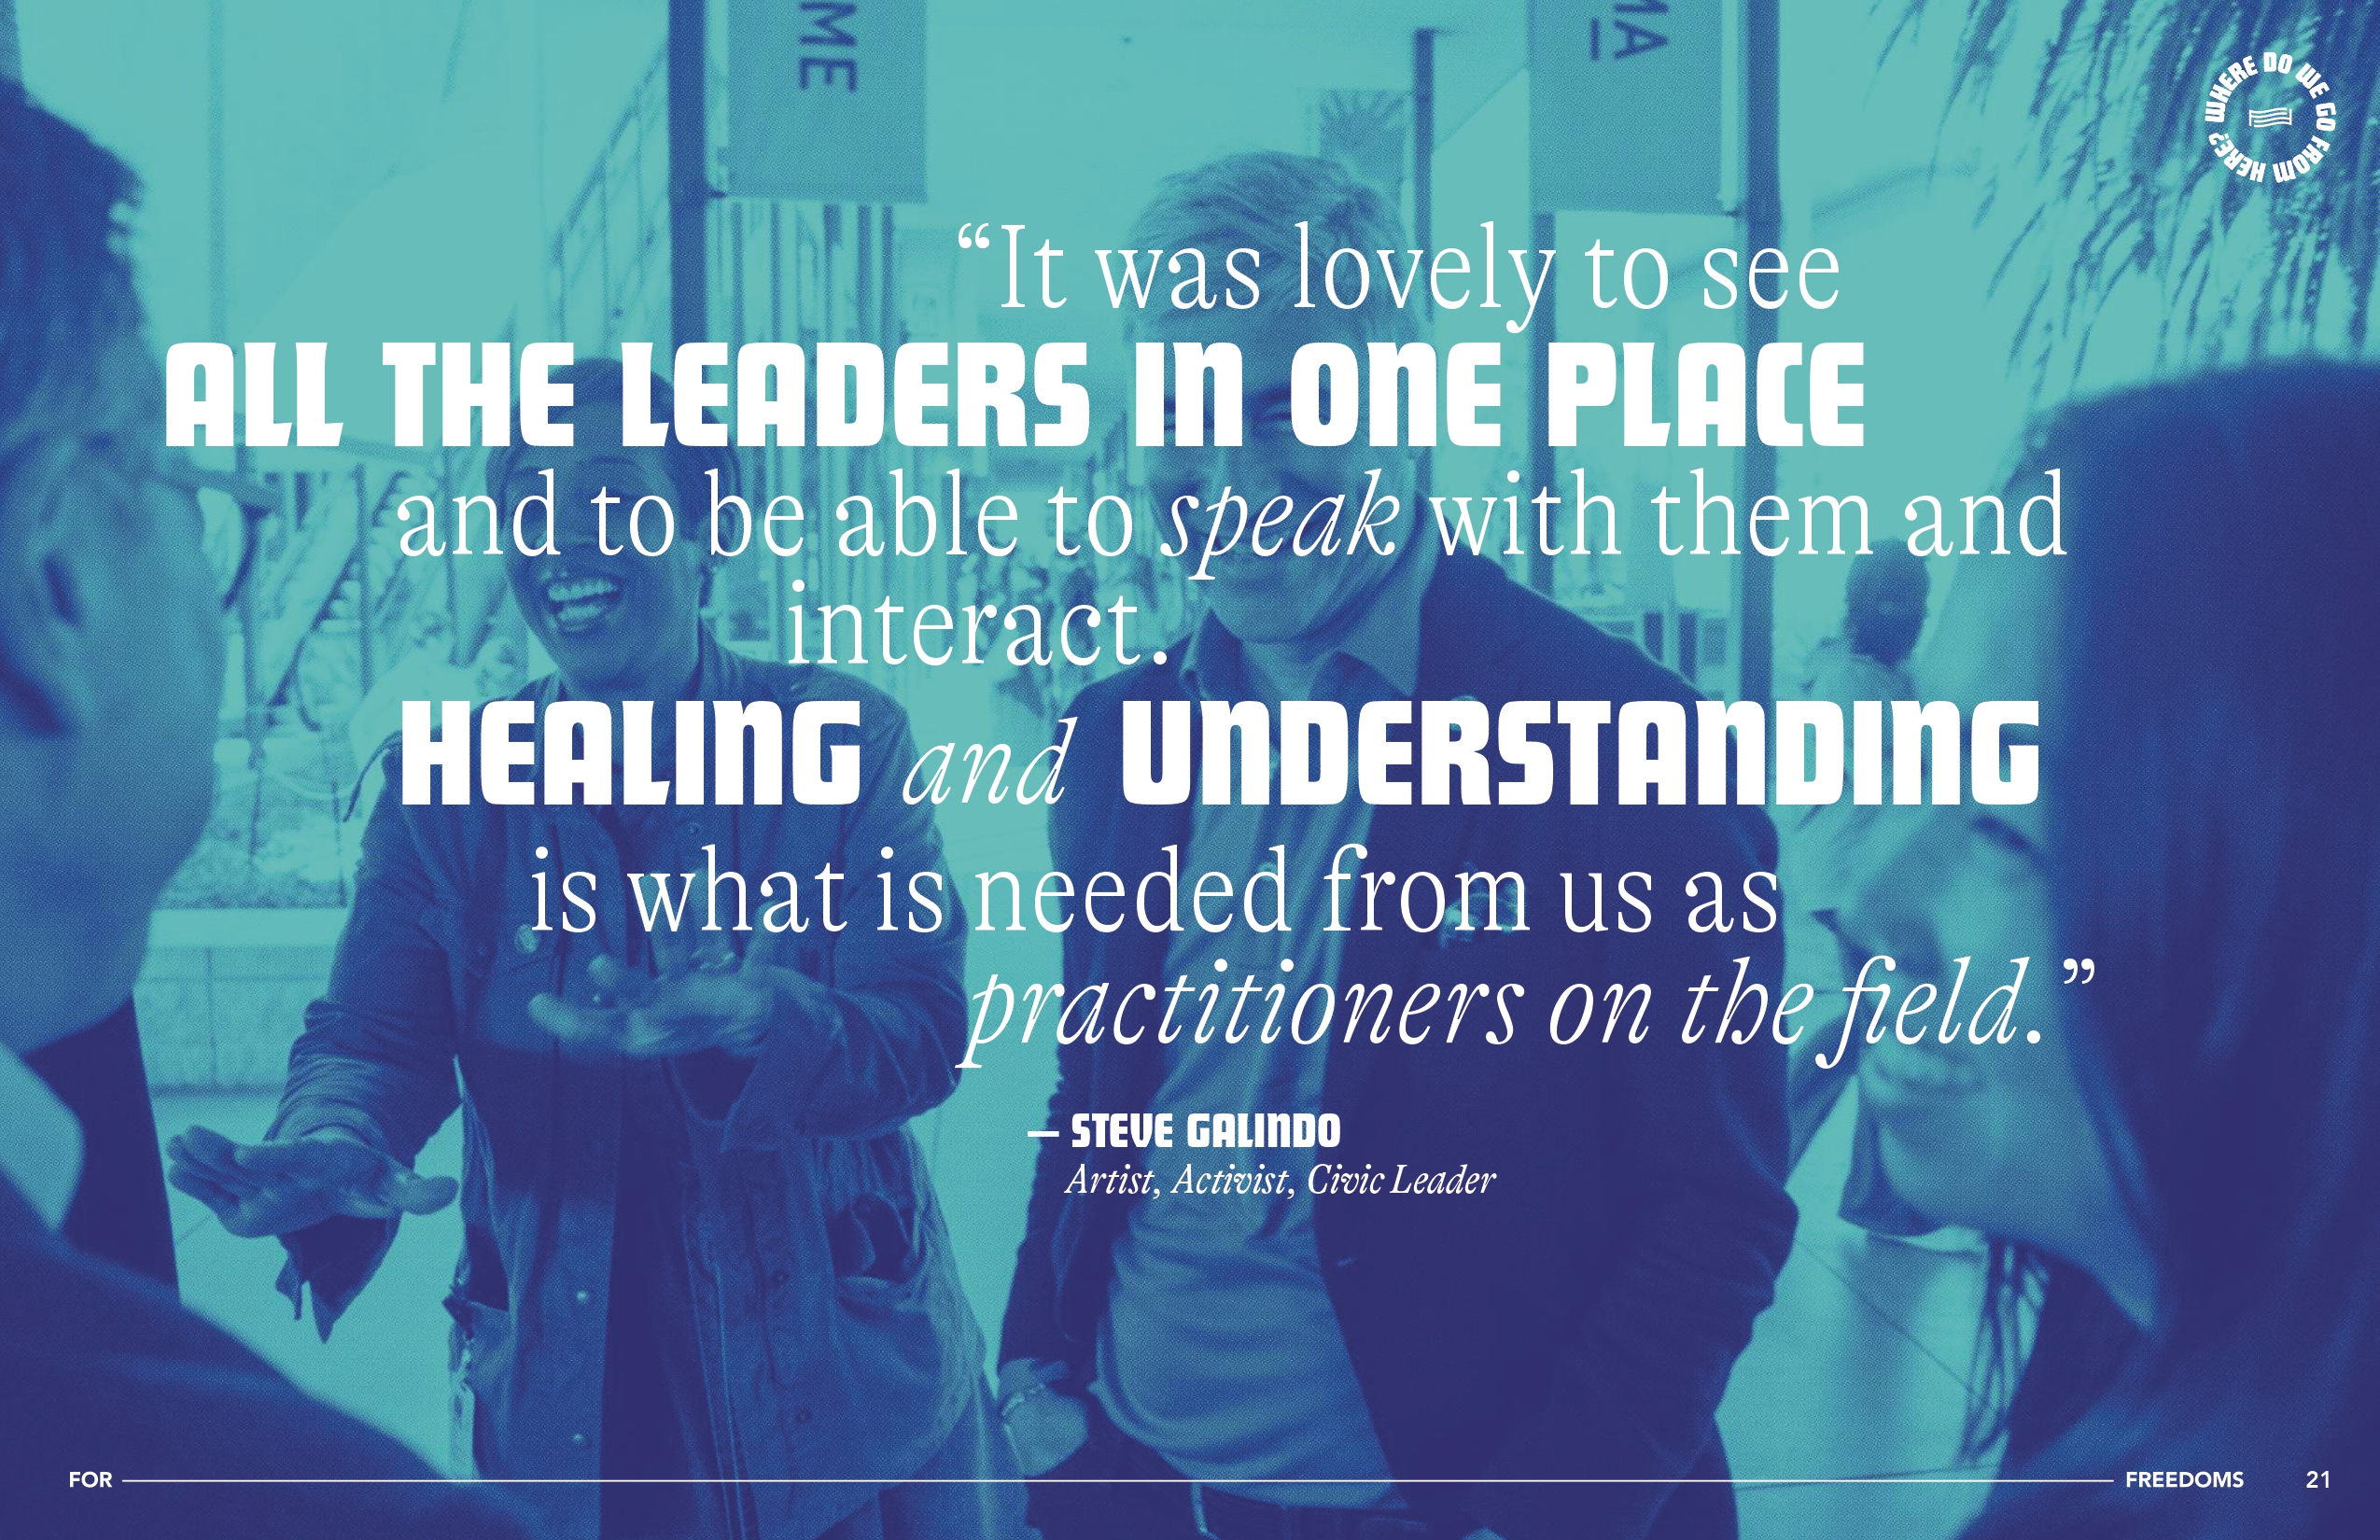 ME
MA
WHERE DO WE GO FROM HERE?
“It was lovely to see
ALL THE LEADERS IN ONE PLACE
and to be able to speak with them and
interact.
HEALING and UNDERSTANDING
is what is needed from us as
practitioners on the field.”
— STEVE GALINDO
Artist, Activist, Civic Leader
FOR FREEDOMS 21